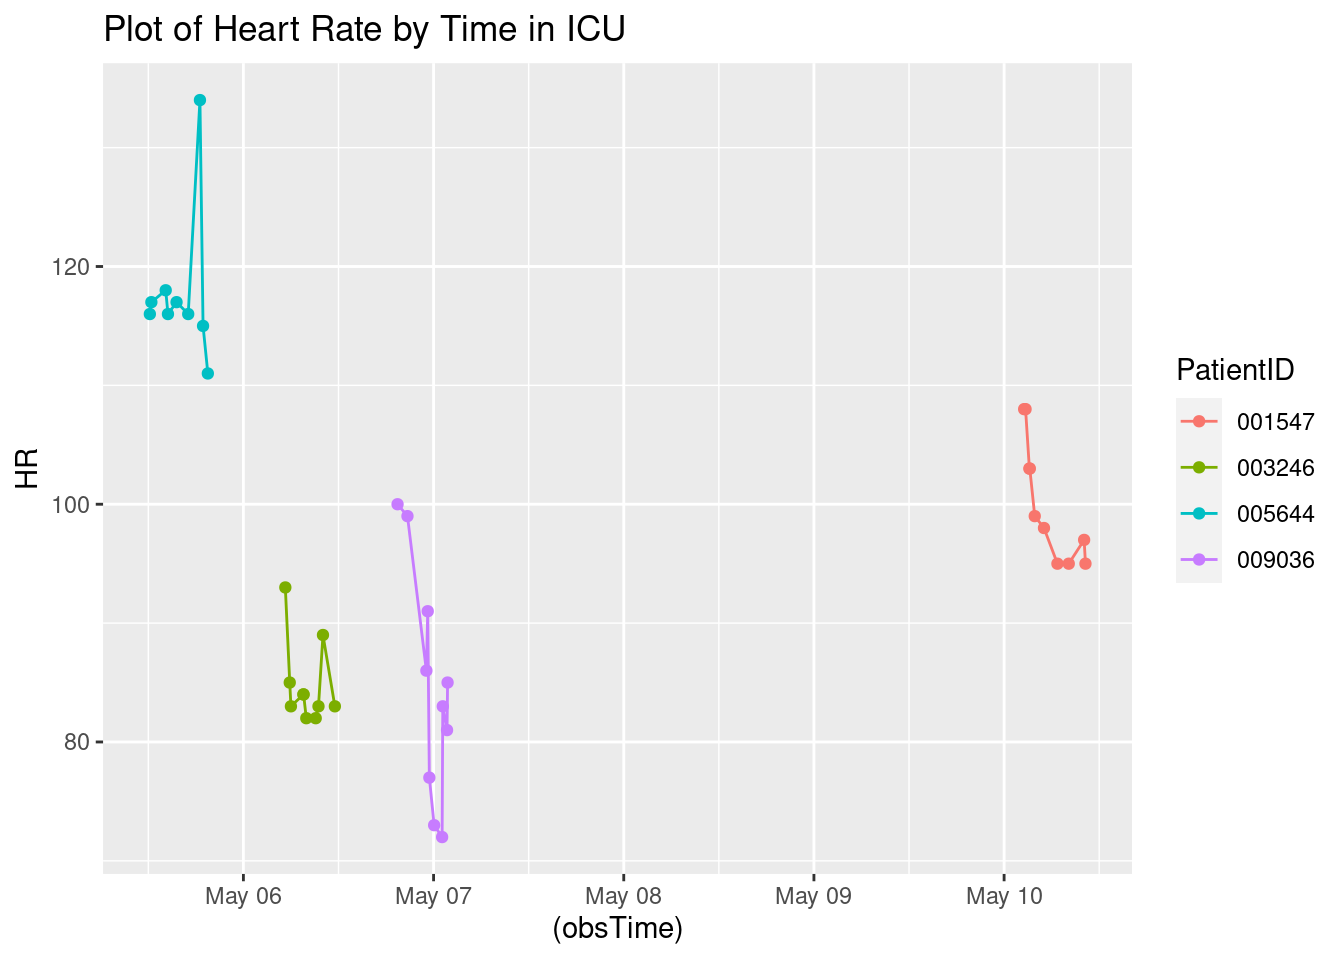 Plot of Heart Rate by Time in ICU
120
100
80
HR
May 06
May 07
May 08
May 09
May 10
(obsTime)
PatientID
001547
003246
005644
009036